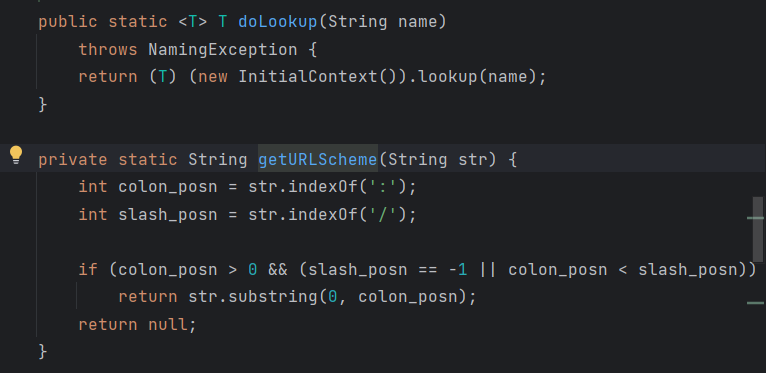 public static <T> T doLookup(String name)
throws NamingException {
return (T) (new InitialContext()).lookup(name);
}
private static String getURLScheme(String str) {
int colon_posn = str.indexOf(':');
int slash_posn = str.indexOf('/');
if (colon_posn > 0 && (slash_posn == -1 || colon_posn < slash_posn))
return str.substring(0, colon_posn);
return null;
}